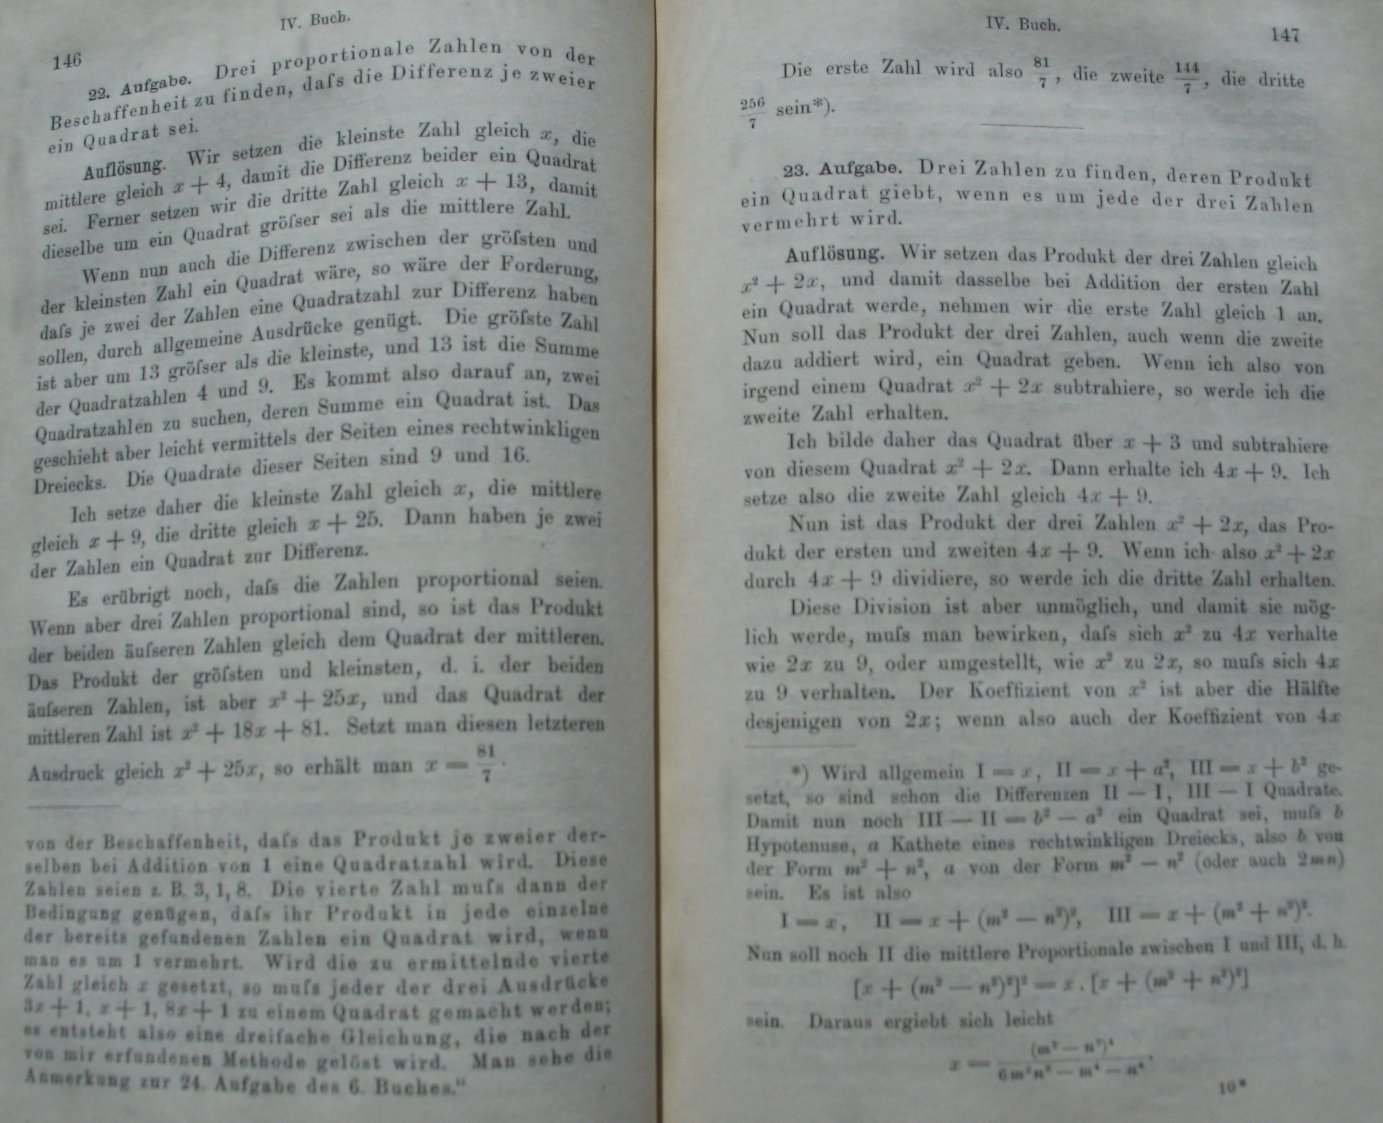 146
IV. Buch.
22. Aufgabe. Drei proportionale Zahlen von der
Beschaffenheit zu finden, daſs die Differenz je zweier
ein Quadrat sei.
Auflösung. Wir setzen die kleinste Zahl gleich x, die
mittlere gleich x + 4, damit die Differenz beider ein Quadrat
sei. Ferner setzen wir die dritte Zahl gleich x + 13, damit
dieselbe um ein Quadrat gröſser sei als die mittlere Zahl.
Wenn nun auch die Differenz zwischen der gröſsten und
der kleinsten Zahl ein Quadrat wäre, so wäre der Forderung,
daſs je zwei der Zahlen eine Quadratzahl zur Differenz haben
sollen, durch allgemeine Ausdrücke genügt. Die gröſste Zahl
ist aber um 13 gröſser als die kleinste, und 13 ist die Summe
der Quadratzahlen 4 und 9. Es kommt also darauf an, zwei
Quadratzahlen zu suchen, deren Summe ein Quadrat ist. Das
geschieht aber leicht vermittels der Seiten eines rechtwinkligen
Dreiecks. Die Quadrate dieser Seiten sind 9 und 16.
Ich setze daher die kleinste Zahl gleich x, die mittlere
gleich x + 9, die dritte gleich x + 25. Dann haben je zwei
der Zahlen ein Quadrat zur Differenz.
Es erübrigt noch, daſs die Zahlen proportional seien.
Wenn aber drei Zahlen proportional sind, so ist das Produkt
der beiden äuſseren Zahlen gleich dem Quadrat der mittleren.
Das Produkt der gröſsten und kleinsten, d. i. der beiden
äuſseren Zahlen, ist aber x² + 25x, und das Quadrat der
mittleren Zahl ist x² + 18x + 81. Setzt man diesen letzteren
Ausdruck gleich x² + 25x, so erhält man x = 81/7.
von der Beschaffenheit, daſs das Produkt je zweier der-
selben bei Addition von 1 eine Quadratzahl wird. Diese
Zahlen seien z. B. 3, 1, 8. Die vierte Zahl muſs dann der
Bedingung genügen, daſs ihr Produkt in jede einzelne
der bereits gefundenen Zahlen ein Quadrat wird, wenn
man es um 1 vermehrt. Wird die zu ermittelnde vierte
Zahl gleich x gesetzt, so muſs jeder der drei Ausdrücke
3x + 1, x + 1, 8x + 1 zu einem Quadrat gemacht werden;
es entsteht also eine dreifache Gleichung, die nach der
von mir erfundenen Methode gelöst wird. Man sehe die
Anmerkung zur 24. Aufgabe des 6. Buches."
IV. Buch.
147
Die erste Zahl wird also 81/7, die zweite 144/7, die dritte
256/7 sein*).
23. Aufgabe. Drei Zahlen zu finden, deren Produkt
ein Quadrat giebt, wenn es um jede der drei Zahlen
vermehrt wird.
Auflösung. Wir setzen das Produkt der drei Zahlen gleich
x² + 2x, und damit dasselbe bei Addition der ersten Zahl
ein Quadrat werde, nehmen wir die erste Zahl gleich 1 an.
Nun soll das Produkt der drei Zahlen, auch wenn die zweite
dazu addiert wird, ein Quadrat geben. Wenn ich also von
irgend einem Quadrat x² + 2x subtrahiere, so werde ich die
zweite Zahl erhalten.
Ich bilde daher das Quadrat über x + 3 und subtrahiere
von diesem Quadrat x² + 2x. Dann erhalte ich 4x + 9. Ich
setze also die zweite Zahl gleich 4x + 9.
Nun ist das Produkt der drei Zahlen x² + 2x, das Pro-
dukt der ersten und zweiten 4x + 9. Wenn ich also x² + 2x
durch 4x + 9 dividiere, so werde ich die dritte Zahl erhalten.
Diese Division ist aber unmöglich, und damit sie mög-
lich werde, muſs man bewirken, daſs sich x² zu 4x verhalte
wie 2x zu 9, oder umgestellt, wie x² zu 2x, so muſs sich 4x
zu 9 verhalten. Der Koeffizient von x² ist aber die Hälfte
desjenigen von 2x; wenn also auch der Koeffizient von 4x
*) Wird allgemein I = x, II = x + a², III = x + b² ge-
setzt, so sind schon die Differenzen II — I, III — I Quadrate.
Damit nun noch III — II = b² — a² ein Quadrat sei, muſs b
Hypotenuse, a Kathete eines rechtwinkligen Dreiecks, also b von
der Form m² + n², a von der Form m² — n² (oder auch 2mn)
sein. Es ist also
I = x, II = x + (m² — n²)², III = x + (m² + n²)².
Nun soll noch II die mittlere Proportionale zwischen I und III, d. h.
[x + (m² — n²)²]² = x . [x + (m² + n²)²]
sein. Daraus ergiebt sich leicht
x = (m² — n²)⁴ / 6m²n² — m⁴ — n⁴.
10*